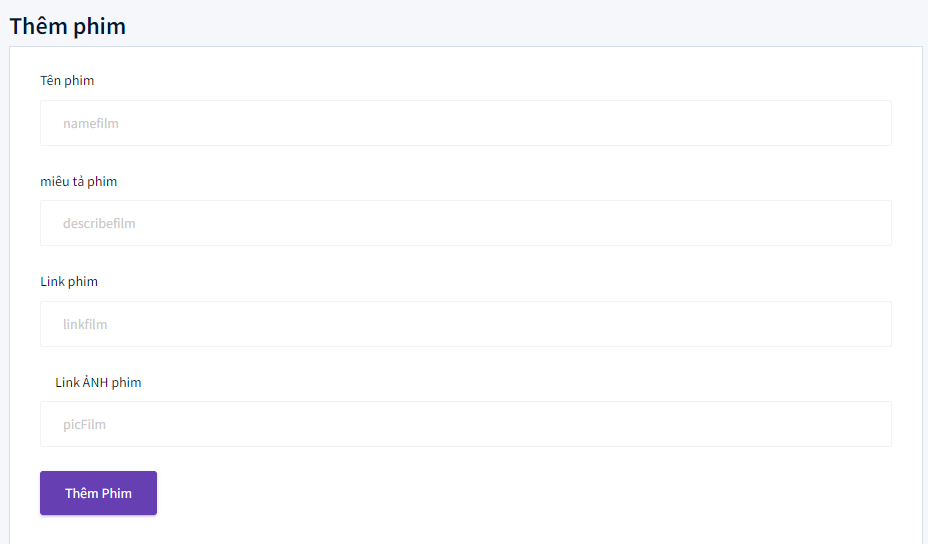 Thêm phim
Tên phim
namefilm
miêu tả phim
describefilm
Link phim
linkfilm
Link ẢNH phim
picFilm
Thêm Phim